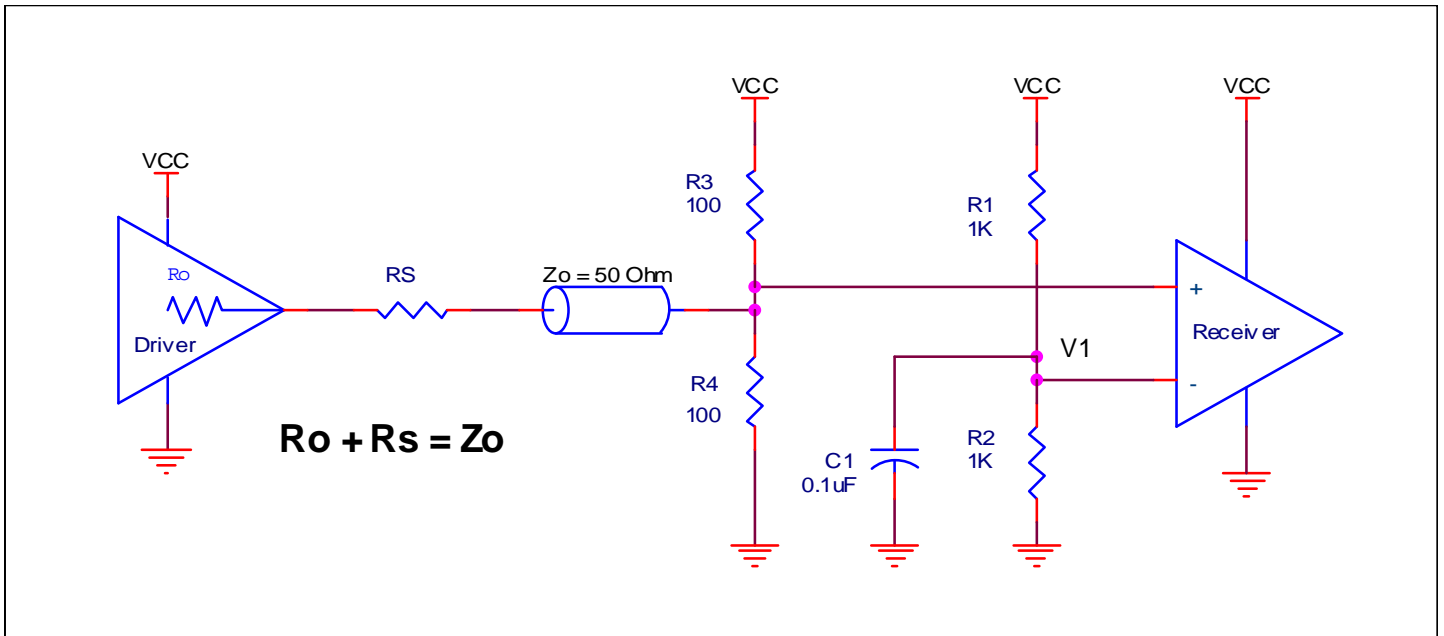 VCC
VCC
VCC
VCC
R3
100
R1
1K
Ro
RS
Zo = 50 Ohm
+
Driver
Receiver
V1
-
R4
100
Ro + Rs = Zo
C1
0.1uF
R2
1K